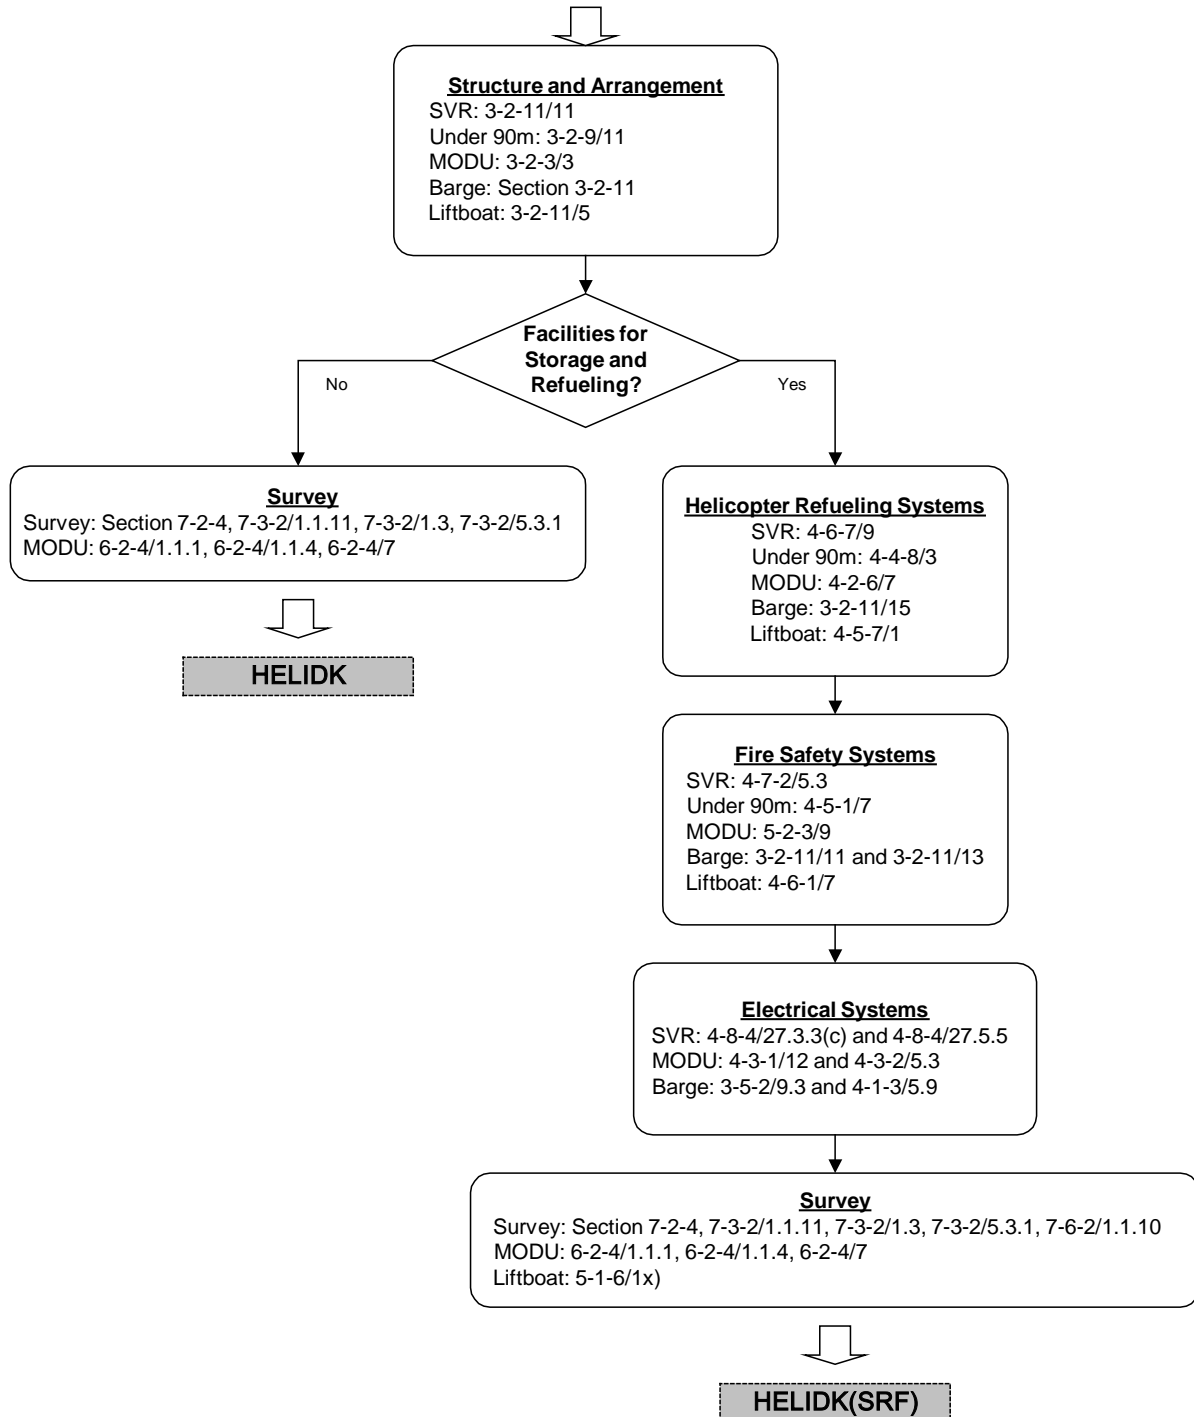 Structure and Arrangement
SVR: 3-2-11/11
Under 90m: 3-2-9/11
MODU: 3-2-3/3
Barge: Section 3-2-11
Liftboat: 3-2-11/5
Facilities for
Storage and
Refueling?
No
Yes
Survey
Survey: Section 7-2-4, 7-3-2/1.1.11, 7-3-2/1.3, 7-3-2/5.3.1
MODU: 6-2-4/1.1.1, 6-2-4/1.1.4, 6-2-4/7
HELIDK
Helicopter Refueling Systems
SVR: 4-6-7/9
Under 90m: 4-4-8/3
MODU: 4-2-6/7
Barge: 3-2-11/15
Liftboat: 4-5-7/1
Fire Safety Systems
SVR: 4-7-2/5.3
Under 90m: 4-5-1/7
MODU: 5-2-3/9
Barge: 3-2-11/11 and 3-2-11/13
Liftboat: 4-6-1/7
Electrical Systems
SVR: 4-8-4/27.3.3(c) and 4-8-4/27.5.5
MODU: 4-3-1/12 and 4-3-2/5.3
Barge: 3-5-2/9.3 and 4-1-3/5.9
Survey
Survey: Section 7-2-4, 7-3-2/1.1.11, 7-3-2/1.3, 7-3-2/5.3.1, 7-6-2/1.1.10
MODU: 6-2-4/1.1.1, 6-2-4/1.1.4, 6-2-4/7
Liftboat: 5-1-6/1x)
HELIDK(SRF)